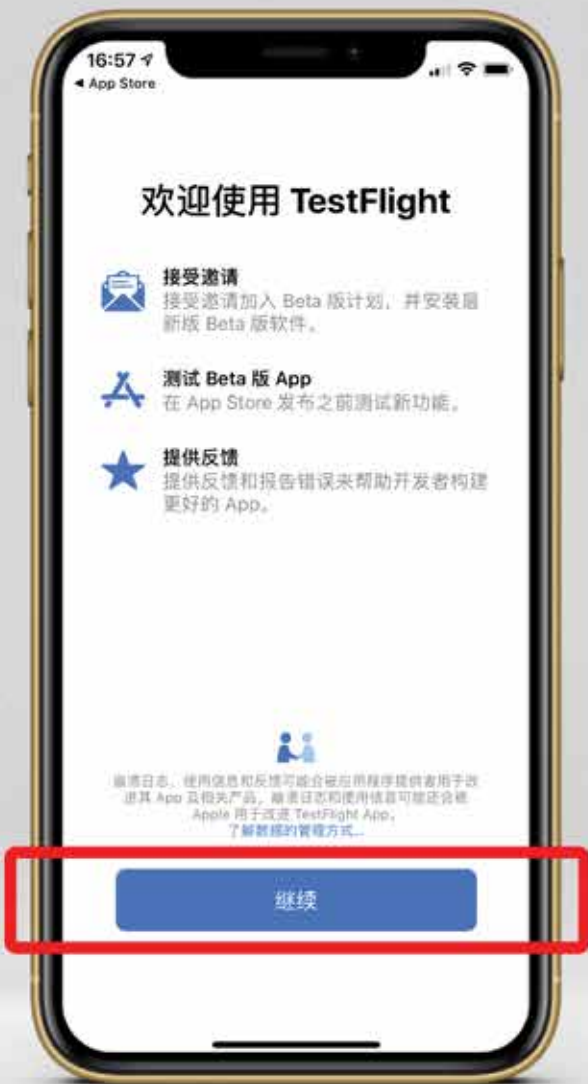 16:57
◀ App Store
欢迎使用 TestFlight
接受邀请
接受邀请加入 Beta 版计划，并安装最
新版 Beta 版软件。
测试 Beta 版 App
在 App Store 发布之前测试新功能。
提供反馈
提供反馈和报告错误来帮助开发者构建
更好的 App。
崩溃日志、使用信息和反馈可能会被应用程序提供者用于改
进其 App 及相关产品，崩溃日志和使用信息可能还会被
Apple 用于改进 TestFlight App。
了解数据的管理方式...
继续